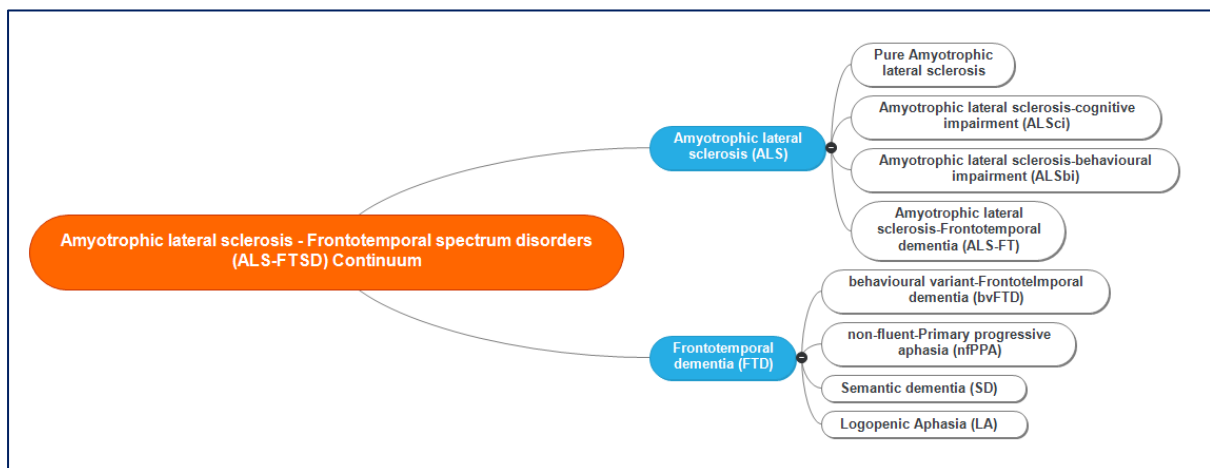 Pure Amyotrophic
lateral sclerosis
Amyotrophic lateral sclerosis-cognitive
impairment (ALSci)
Amyotrophic lateral
sclerosis (ALS)
Amyotrophic lateral sclerosis-behavioural
impairment (ALSbi)
Amyotrophic lateral
sclerosis-Frontotemporal
dementia (ALS-FT)
Amyotrophic lateral sclerosis - Frontotemporal spectrum disorders
(ALS-FTSD) Continuum
behavioural variant-Frontotelmporal
dementia (bvFTD)
non-fluent-Primary progressive
aphasia (nfPPA)
Frontotemporal
dementia (FTD)
Semantic dementia (SD)
Logopenic Aphasia (LA)